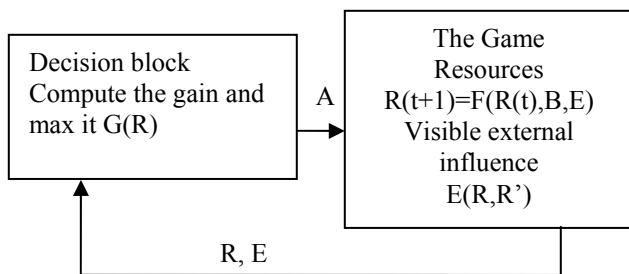 Decision block
Compute the gain and
max it G(R)
A
The Game
Resources
R(t+1)=F(R(t),B,E)
Visible external
influence
E(R,R’)
R, E